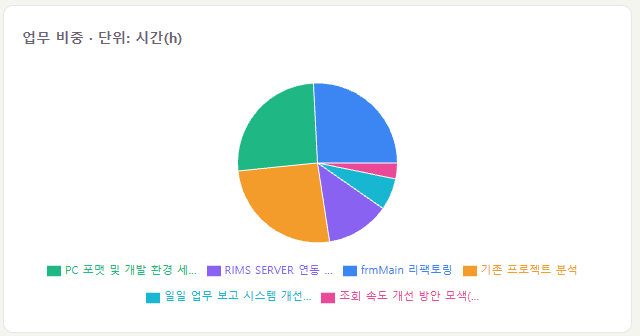 업무 비중 · 단위: 시간(h)
PC 포맷 및 개발 환경 세... RIMS SERVER 연동 ... frmMain 리팩토링 기존 프로젝트 분석
일일 업무 보고 시스템 개선... 조회 속도 개선 방안 모색(...